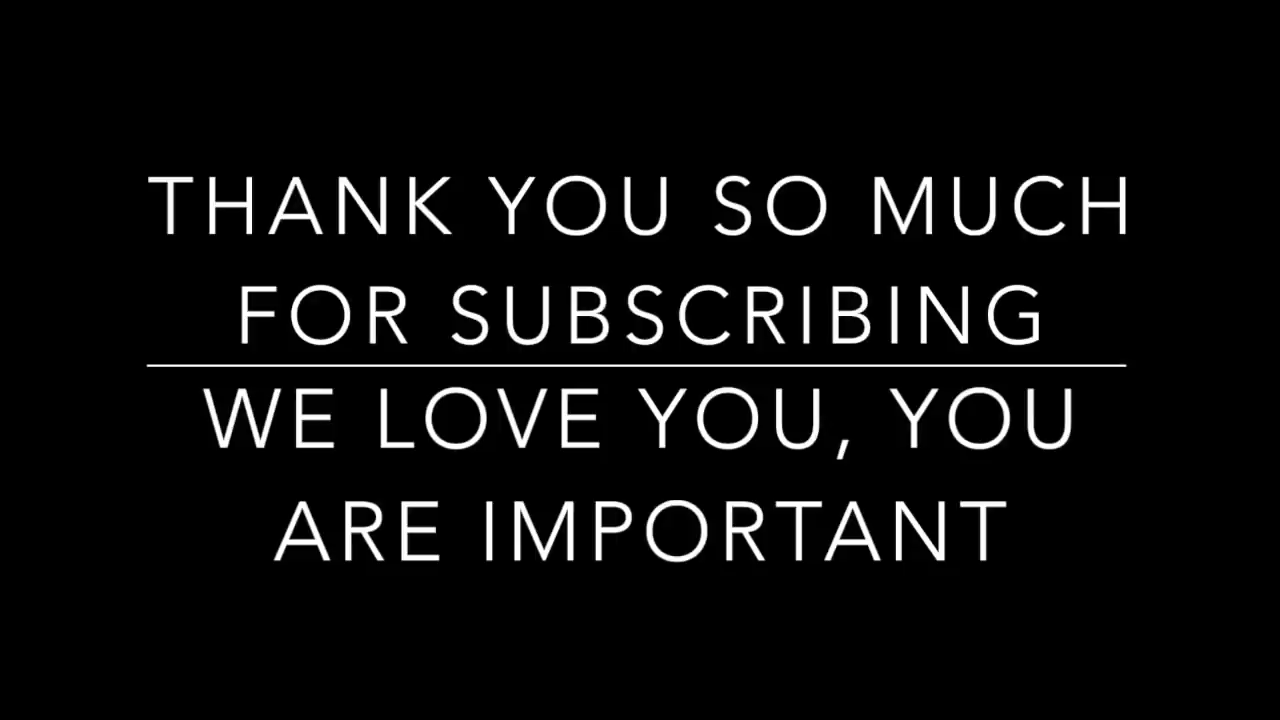 THANK YOU SO MUCH
FOR SUBSCRIBING
WE LOVE YOU, YOU
ARE IMPORTANT